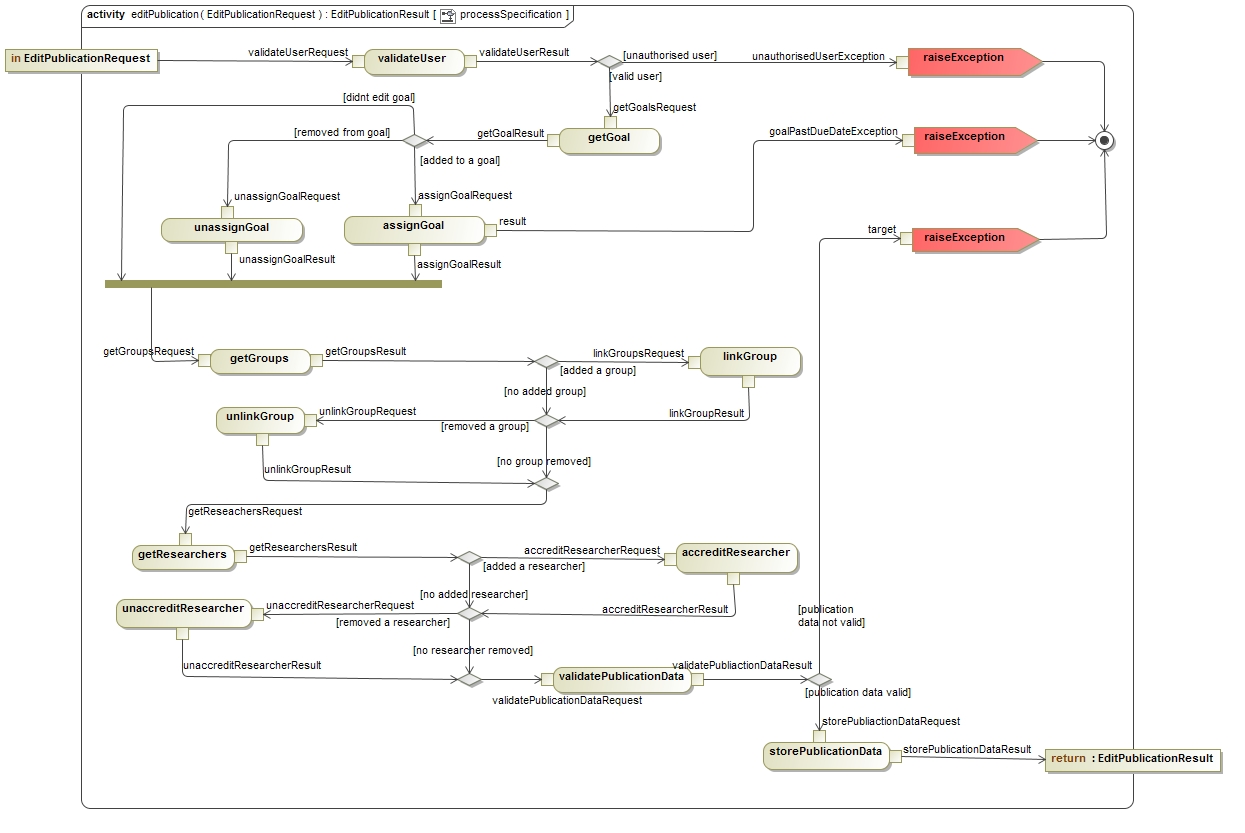 activity editPublication ( EditPublicationRequest ) : EditPublicationResult [ processSpecification ]
in EditPublicationRequest
validateUserRequest
validateUser
validateUserResult
[unauthorised user]
unauthorisedUserException
raiseException
[valid user]
[didnt edit goal]
getGoalsRequest
[removed from goal]
getGoalResult
getGoal
goalPastDueDateException
raiseException
[added to a goal]
unassignGoalRequest
assignGoalRequest
unassignGoal
assignGoal
result
target
raiseException
unassignGoalResult
assignGoalResult
getGroupsRequest
getGroups
getGroupsResult
linkGroupsRequest
linkGroup
[added a group]
[no added group]
unlinkGroup
unlinkGroupRequest
linkGroupResult
[removed a group]
[no group removed]
unlinkGroupResult
getReseachersRequest
getResearchers
getResearchersResult
accreditResearcherRequest
accreditResearcher
[added a researcher]
[no added researcher]
unaccreditResearcher
unaccreditResearcherRequest
accreditResearcherResult
[publication
data not valid]
[removed a researcher]
[no researcher removed]
unaccreditResearcherResult
validatePubliactionDataResult
validatePublicationData
[publication data valid]
validatePublicationDataRequest
storePubliactionDataRequest
storePublicationData
storePublicationDataResult
return : EditPublicationResult